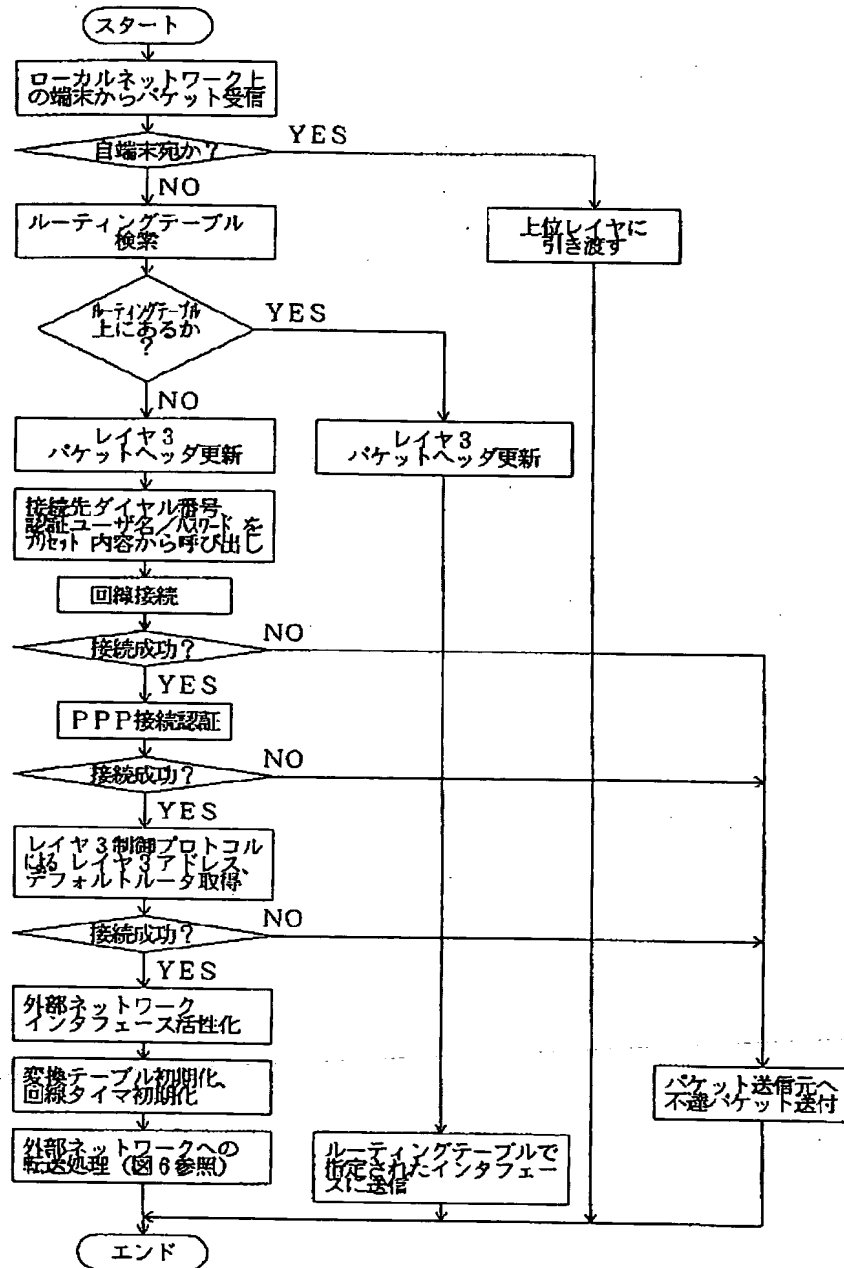 スタート
ローカルネットワーク上
の端末からパケット受信
自端末宛か?
YES
NO
ルーティングテーブル
検索
上位レイヤに
引き渡す
ルーティングテーブル
上にあるか
?
YES
NO
レイヤ3
パケットヘッダ更新
レイヤ3
パケットヘッダ更新
接続先ダイヤル番号
認証ユーザ名/パスワード を
プリセット 内容から呼び出し
回線接続
接続成功?
NO
YES
PPP接続認証
接続成功?
NO
YES
レイヤ3制御プロトコル
による レイヤ3アドレス、
デフォルトルータ取得
接続成功?
NO
YES
外部ネットワーク
インタフェース活性化
変換テーブル初期化、
回線タイマ初期化
パケット送信元へ
不達パケット送付
外部ネットワークへの
転送処理(図6参照)
ルーティングテーブルで
指定されたインタフェー
スに送信
エンド